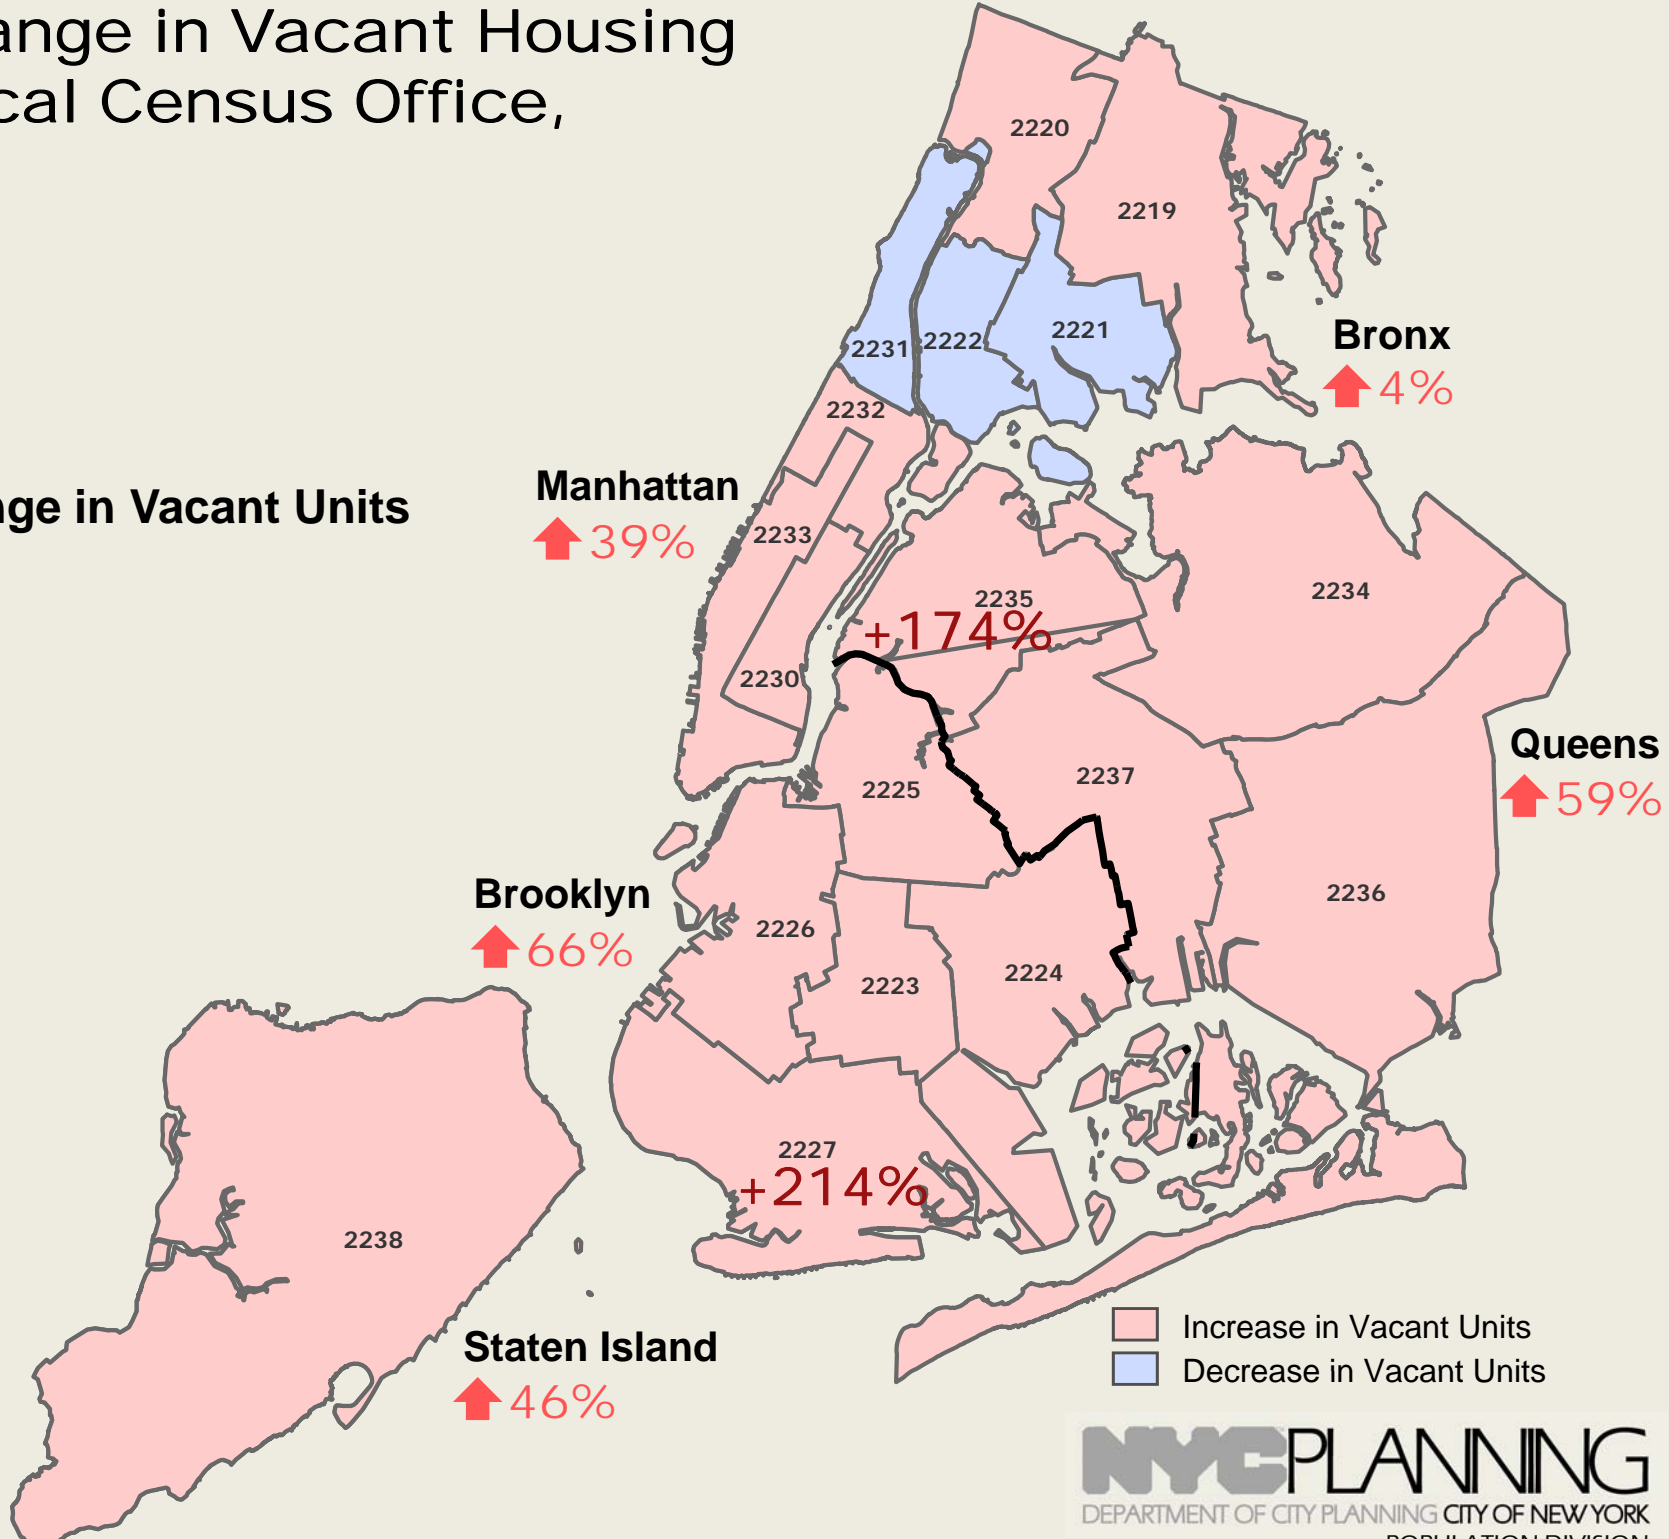 ange in Vacant Housing
cal Census Office,
2220
2219
2231
2222
2221
Bronx
4%
2232
Manhattan
39%
nge in Vacant Units
2233
2234
2235
+174%
2230
Queens
59%
2225
2237
Brooklyn
66%
2226
2236
2223
2224
2227
+214%
2238
Staten Island
46%
Increase in Vacant Units
Decrease in Vacant Units
NYCPLANNING
DEPARTMENT OF CITY PLANNING CITY OF NEW YORK
POPULATION DIVISION